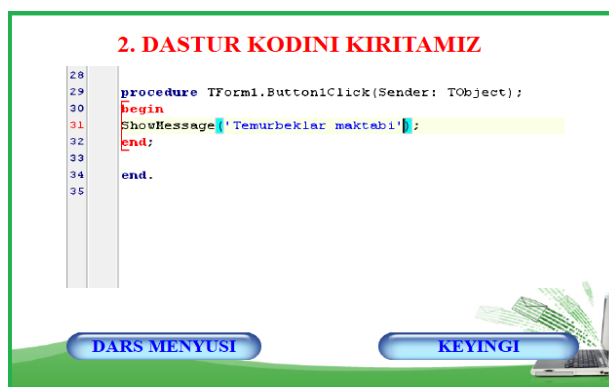 2. DASTUR KODINI KIRITAMIZ
28
29 procedure TForm1.Button1Click(Sender: TObject);
30 begin
31 ShowMessage('Temurbeklar maktabi');
32 end;
33
34 end.
35
DARS MENYUSI
KEYINGI